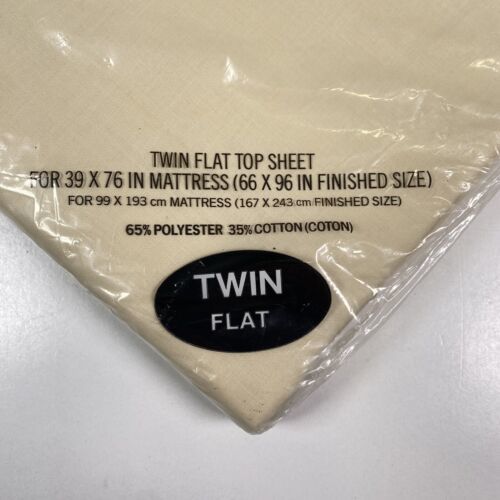 TWIN FLAT TOP SHEET
FOR 39 X 76 IN MATTRESS (66 X 96 IN FINISHED SIZE)
FOR 99 X 193 cm MATTRESS (167 X 243 cm FINISHED SIZE)
65% POLYESTER 35% COTTON (COTON)
TWIN
FLAT